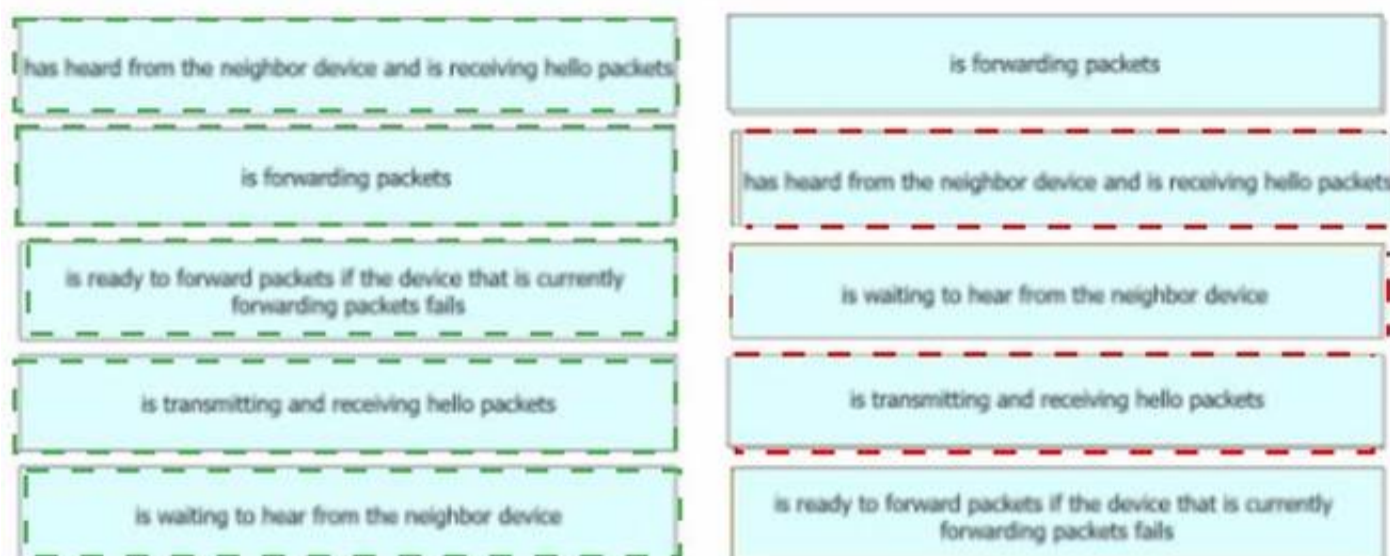 has heard from the neighbor device and is receiving hello packets
is forwarding packets
is ready to forward packets if the device that is currently
forwarding packets fails
is transmitting and receiving hello packets
is waiting to hear from the neighbor device
is forwarding packets
has heard from the neighbor device and is receiving hello packets
is waiting to hear from the neighbor device
is transmitting and receiving hello packets
is ready to forward packets if the device that is currently
forwarding packets fails